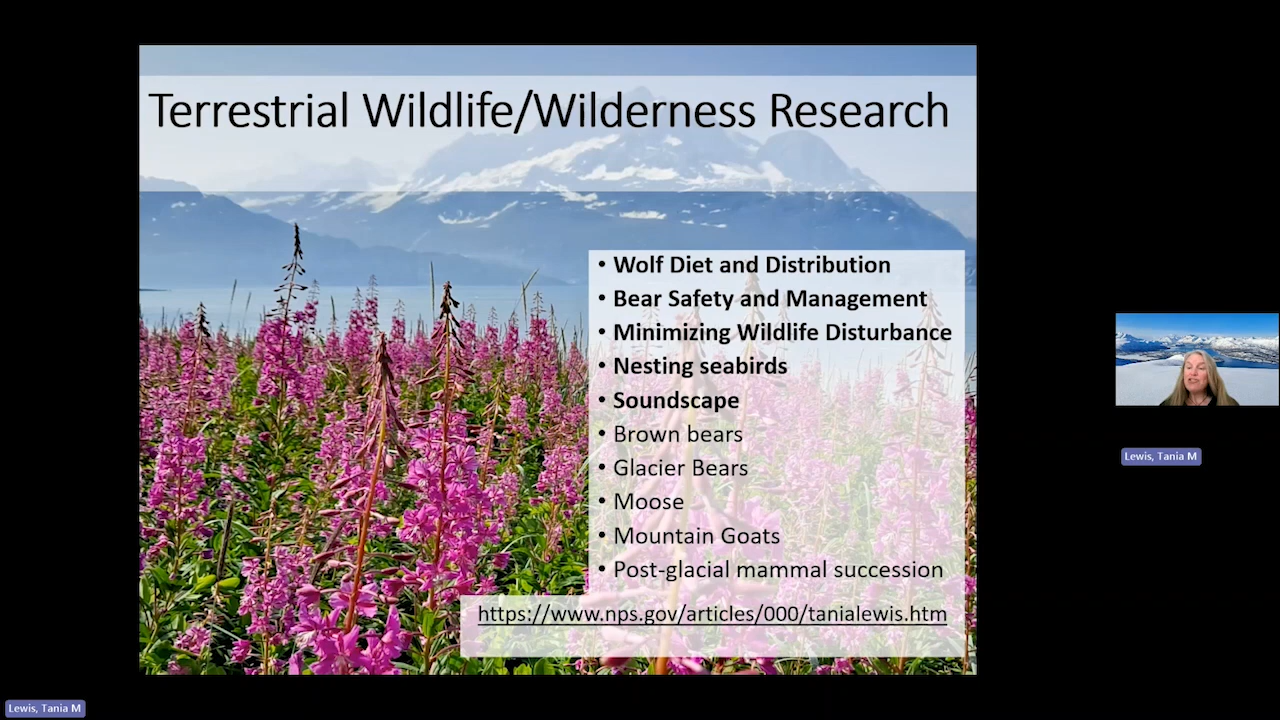 Terrestrial Wildlife/Wilderness Research
• Wolf Diet and Distribution
• Bear Safety and Management
• Minimizing Wildlife Disturbance
• Nesting seabirds
• Soundscape
• Brown bears
• Glacier Bears
• Moose
• Mountain Goats
• Post-glacial mammal succession
https://www.nps.gov/articles/000/tanialewis.htm
Lewis, Tania M
Lewis, Tania M